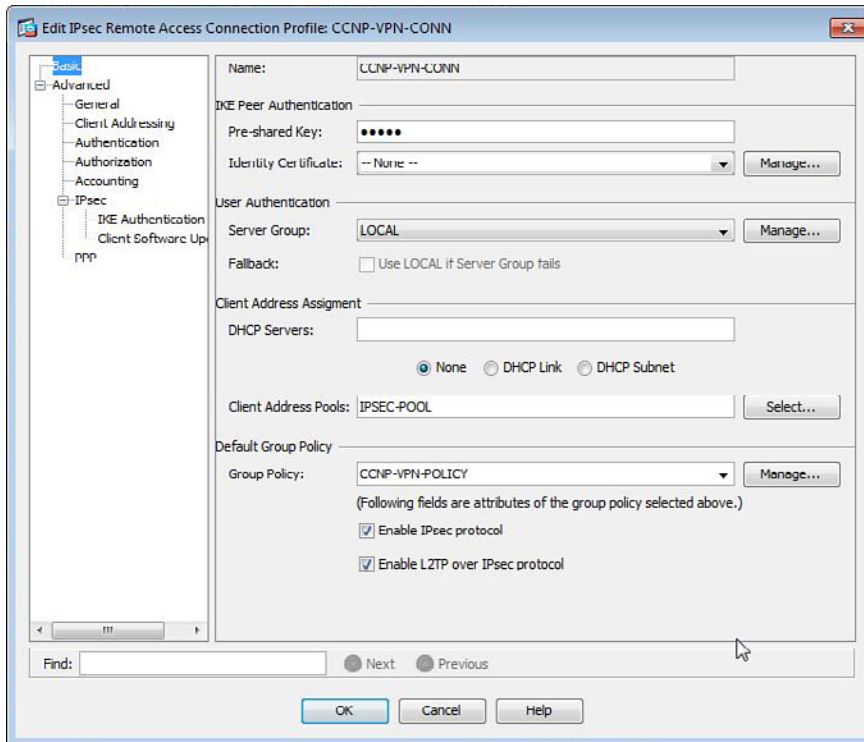 Edit IPsec Remote Access Connection Profile: CCNP-VPN-CONN
Basic
Advanced
General
Client Addressing
Authentication
Authorization
Accounting
IPsec
IKE Authentication
Client Software Up
PPP
Name: CCNP-VPN-CONN
IKE Peer Authentication
Pre-shared Key: •••••
Identity Certificate: -- None -- Manage...
User Authentication
Server Group: LOCAL Manage...
Fallback: Use LOCAL if Server Group fails
Client Address Assigment
DHCP Servers:
None DHCP Link DHCP Subnet
Client Address Pools: IPSEC-POOL Select...
Default Group Policy
Group Policy: CCNP-VPN-POLICY Manage...
(Following fields are attributes of the group policy selected above.)
Enable IPsec protocol
Enable L2TP over IPsec protocol
Find: Next Previous
OK Cancel Help